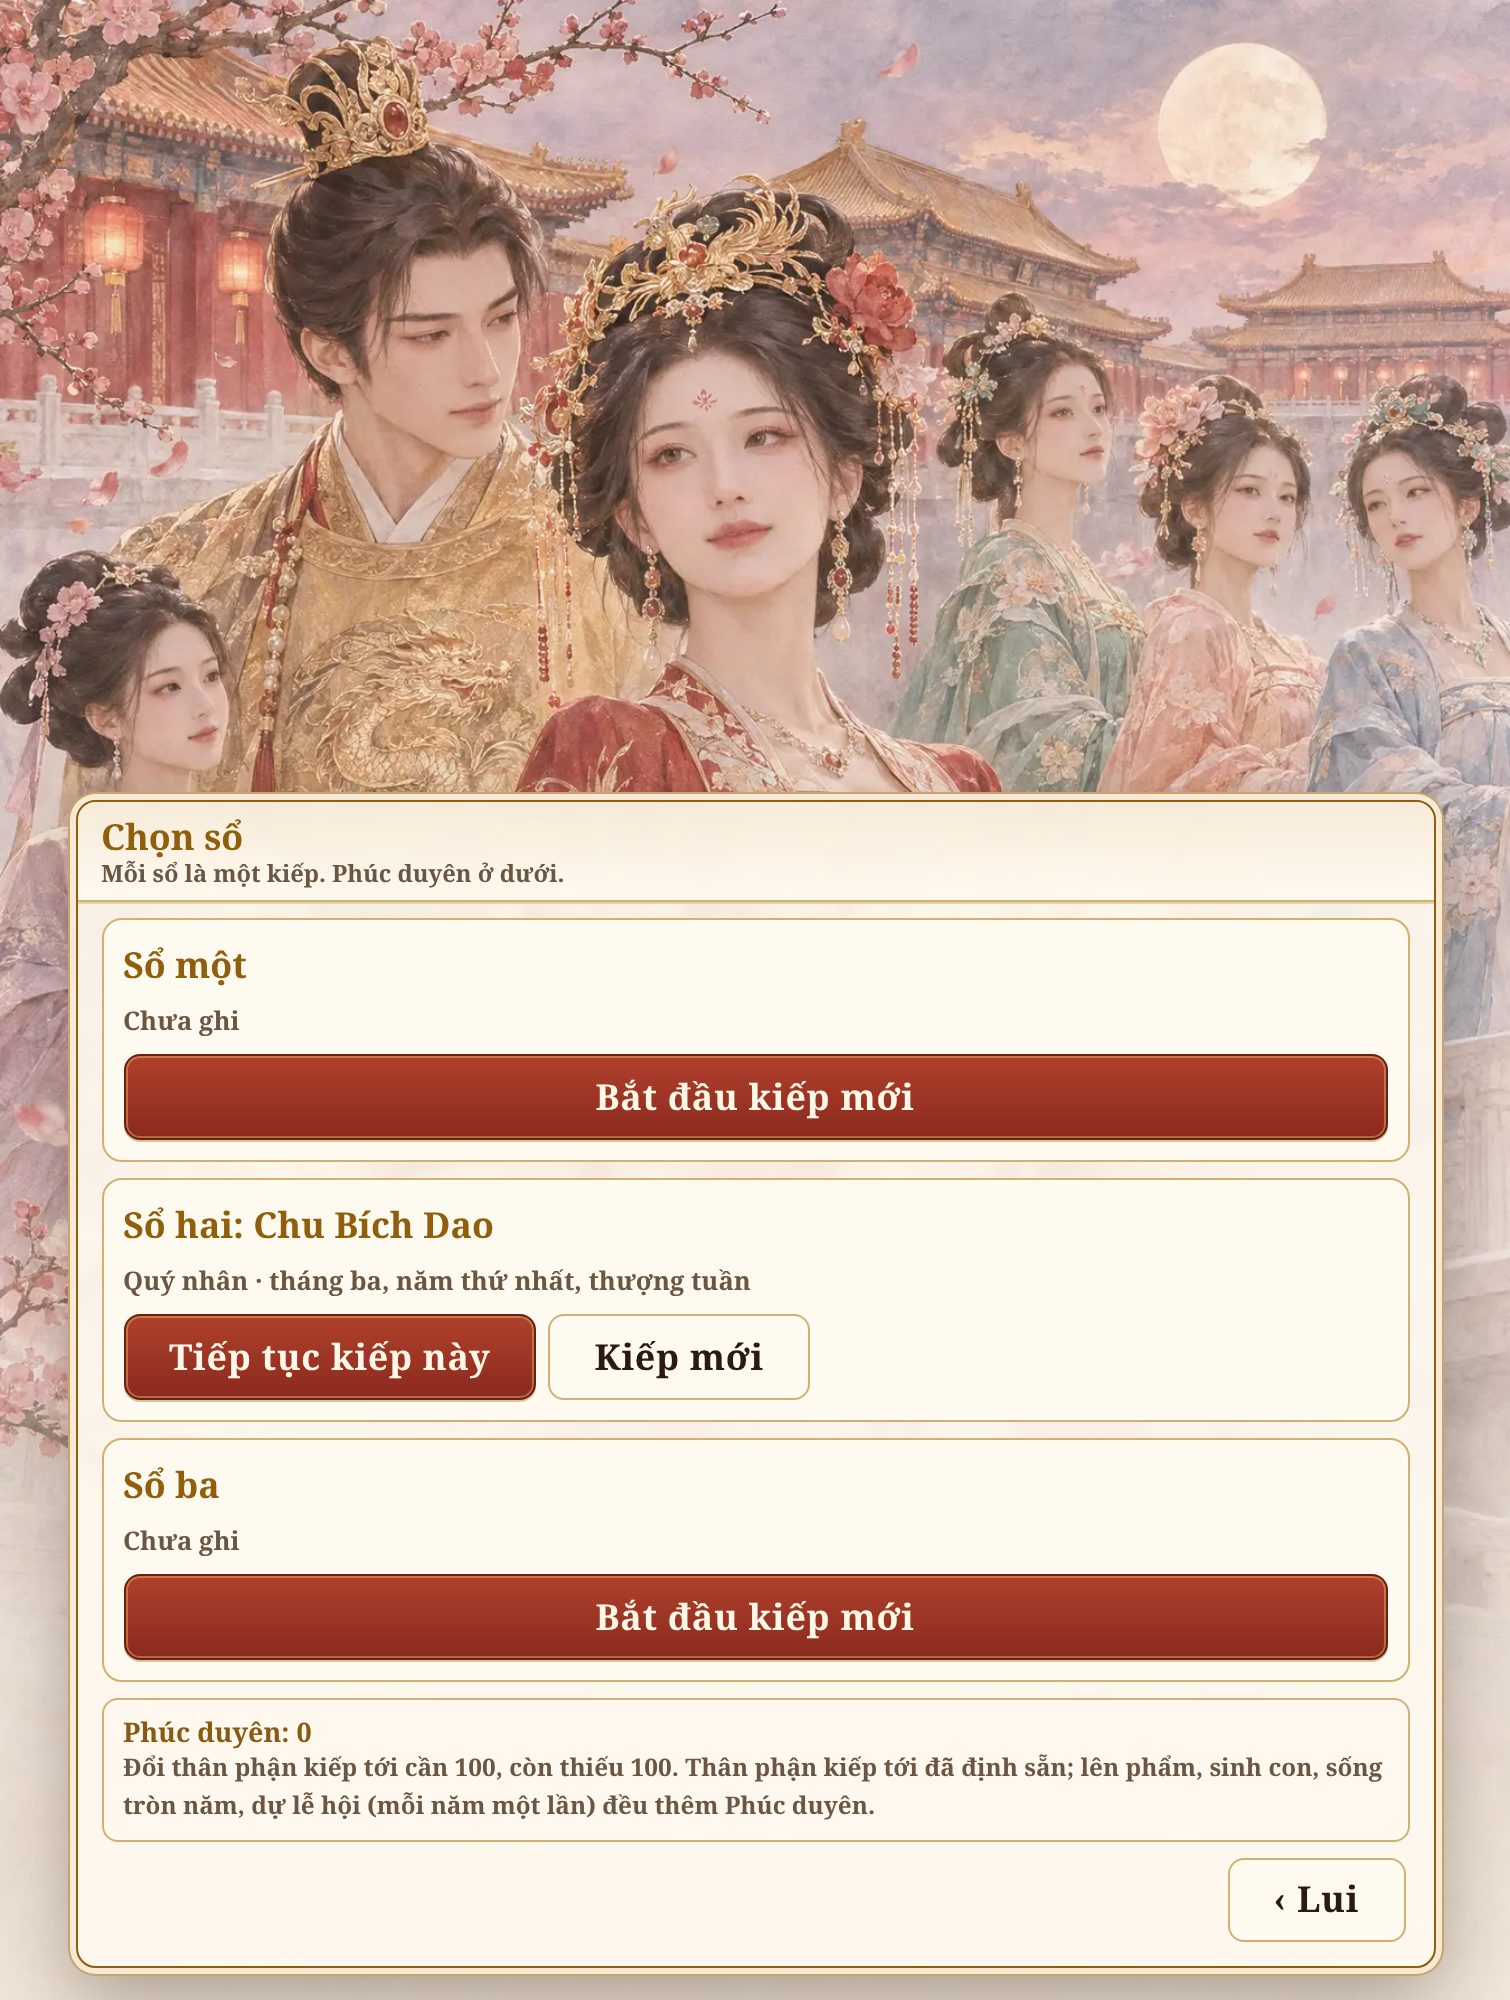 Chọn sổ
Mỗi sổ là một kiếp. Phúc duyên ở dưới.
Sổ một
Chưa ghi
Bắt đầu kiếp mới
Sổ hai: Chu Bích Dao
Quý nhân · tháng ba, năm thứ nhất, thượng tuần
Tiếp tục kiếp này
Kiếp mới
Sổ ba
Chưa ghi
Bắt đầu kiếp mới
Phúc duyên: 0
Đổi thân phận kiếp tới cần 100, còn thiếu 100. Thân phận kiếp tới đã định sẵn; lên phẩm, sinh con, sống
tròn năm, dự lễ hội (mỗi năm một lần) đều thêm Phúc duyên.
‹ Lui